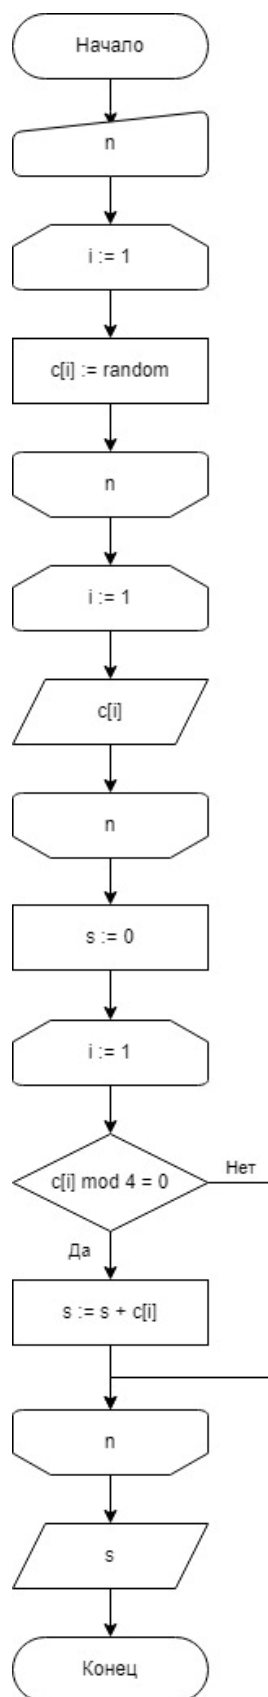 Начало
n
i := 1
c[i] := random
n
i := 1
c[i]
n
s := 0
i := 1
c[i] mod 4 = 0
Нет
Да
s := s + c[i]
n
s
Конец